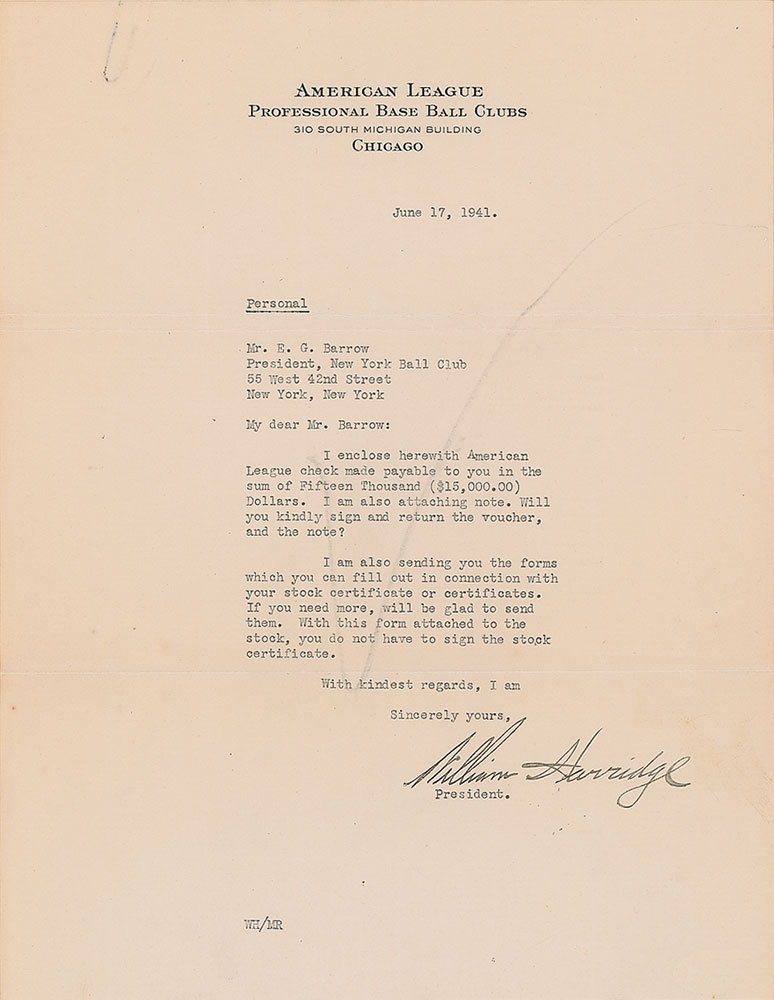 AMERICAN LEAGUE
PROFESSIONAL BASE BALL CLUBS
310 SOUTH MICHIGAN BUILDING
CHICAGO
June 17, 1941.
Personal
Mr. E. G. Barrow
President, New York Ball Club
55 West 42nd Street
New York, New York
My dear Mr. Barrow:
I enclose herewith American
League check made payable to you in the
sum of Fifteen Thousand ($15,000.00)
Dollars. I am also attaching note. Will
you kindly sign and return the voucher,
and the note?
I am also sending you the forms
which you can fill out in connection with
your stock certificate or certificates.
If you need more, will be glad to send
them. With this form attached to the
stock, you do not have to sign the stock
certificate.
With kindest regards, I am
Sincerely yours,
William Harridge
President.
WH/MR